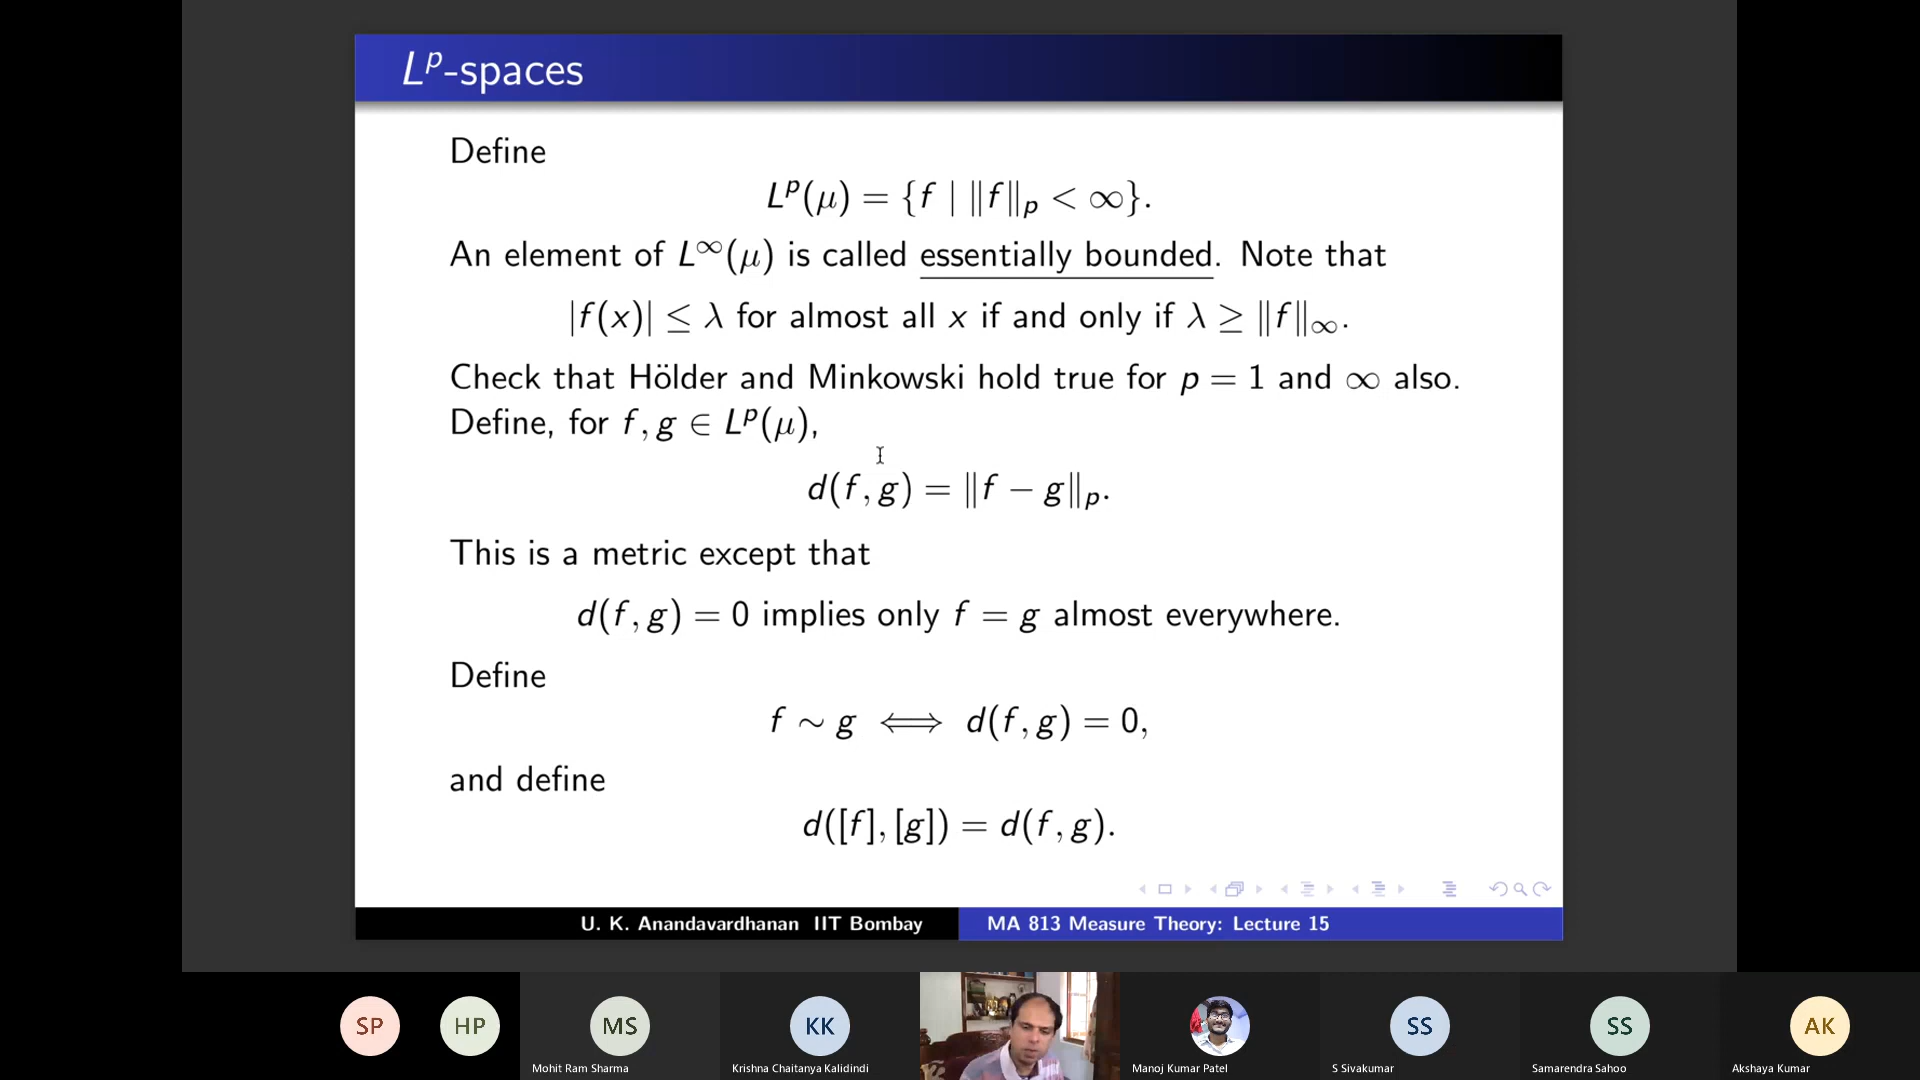 Lᵖ-spaces
Define
Lᵖ(μ) = {f | ‖f‖ₚ < ∞}.
An element of L^∞(μ) is called essentially bounded. Note that
|f(x)| ≤ λ for almost all x if and only if λ ≥ ‖f‖_∞.
Check that Hölder and Minkowski hold true for p = 1 and ∞ also.
Define, for f, g ∈ Lᵖ(μ),
d(f, g) = ‖f − g‖ₚ.
This is a metric except that
d(f, g) = 0 implies only f = g almost everywhere.
Define
f ∼ g ⟺ d(f, g) = 0,
and define
d([f], [g]) = d(f, g).
U. K. Anandavardhanan IIT Bombay
MA 813 Measure Theory: Lecture 15
SP
HP
MS
KK
SS
SS
AK
Mohit Ram Sharma
Krishna Chaitanya Kalidindi
Manoj Kumar Patel
S Sivakumar
Samarendra Sahoo
Akshaya Kumar